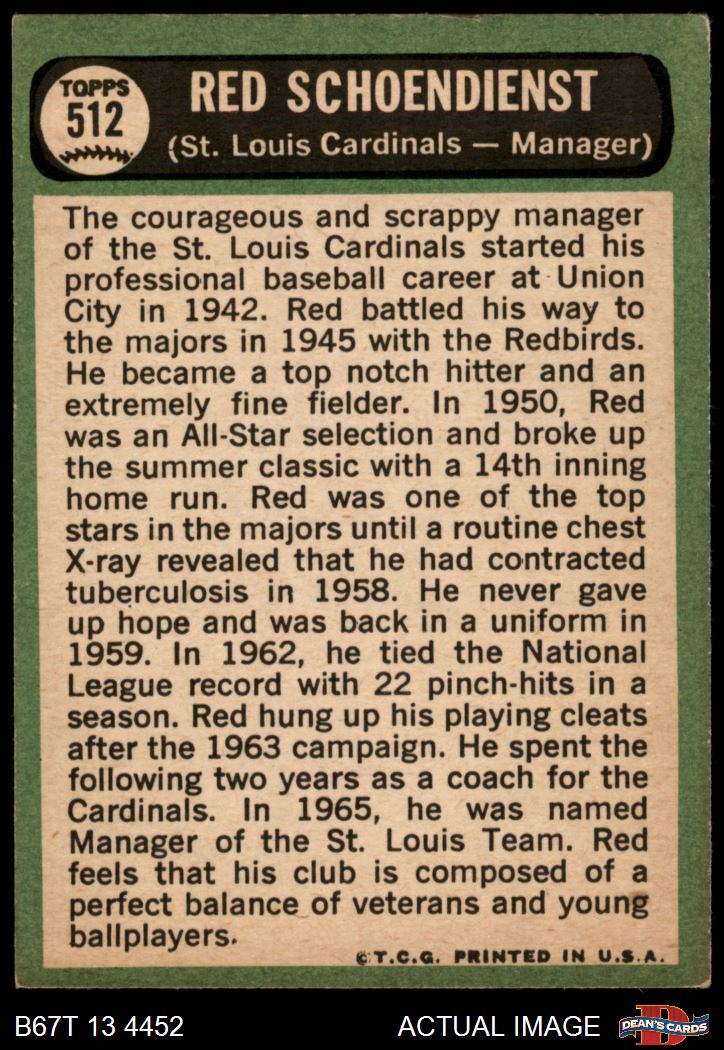 TOPPS
512
RED SCHOENDIENST
(St. Louis Cardinals — Manager)
The courageous and scrappy manager
of the St. Louis Cardinals started his
professional baseball career at Union
City in 1942. Red battled his way to
the majors in 1945 with the Redbirds.
He became a top notch hitter and an
extremely fine fielder. In 1950, Red
was an All-Star selection and broke up
the summer classic with a 14th inning
home run. Red was one of the top
stars in the majors until a routine chest
X-ray revealed that he had contracted
tuberculosis in 1958. He never gave
up hope and was back in a uniform in
1959. In 1962, he tied the National
League record with 22 pinch-hits in a
season. Red hung up his playing cleats
after the 1963 campaign. He spent the
following two years as a coach for the
Cardinals. In 1965, he was named
Manager of the St. Louis Team. Red
feels that his club is composed of a
perfect balance of veterans and young
ballplayers.
©T.C.G. PRINTED IN U.S.A.
B67T 13 4452
ACTUAL IMAGE
D
DEAN'S CARDS